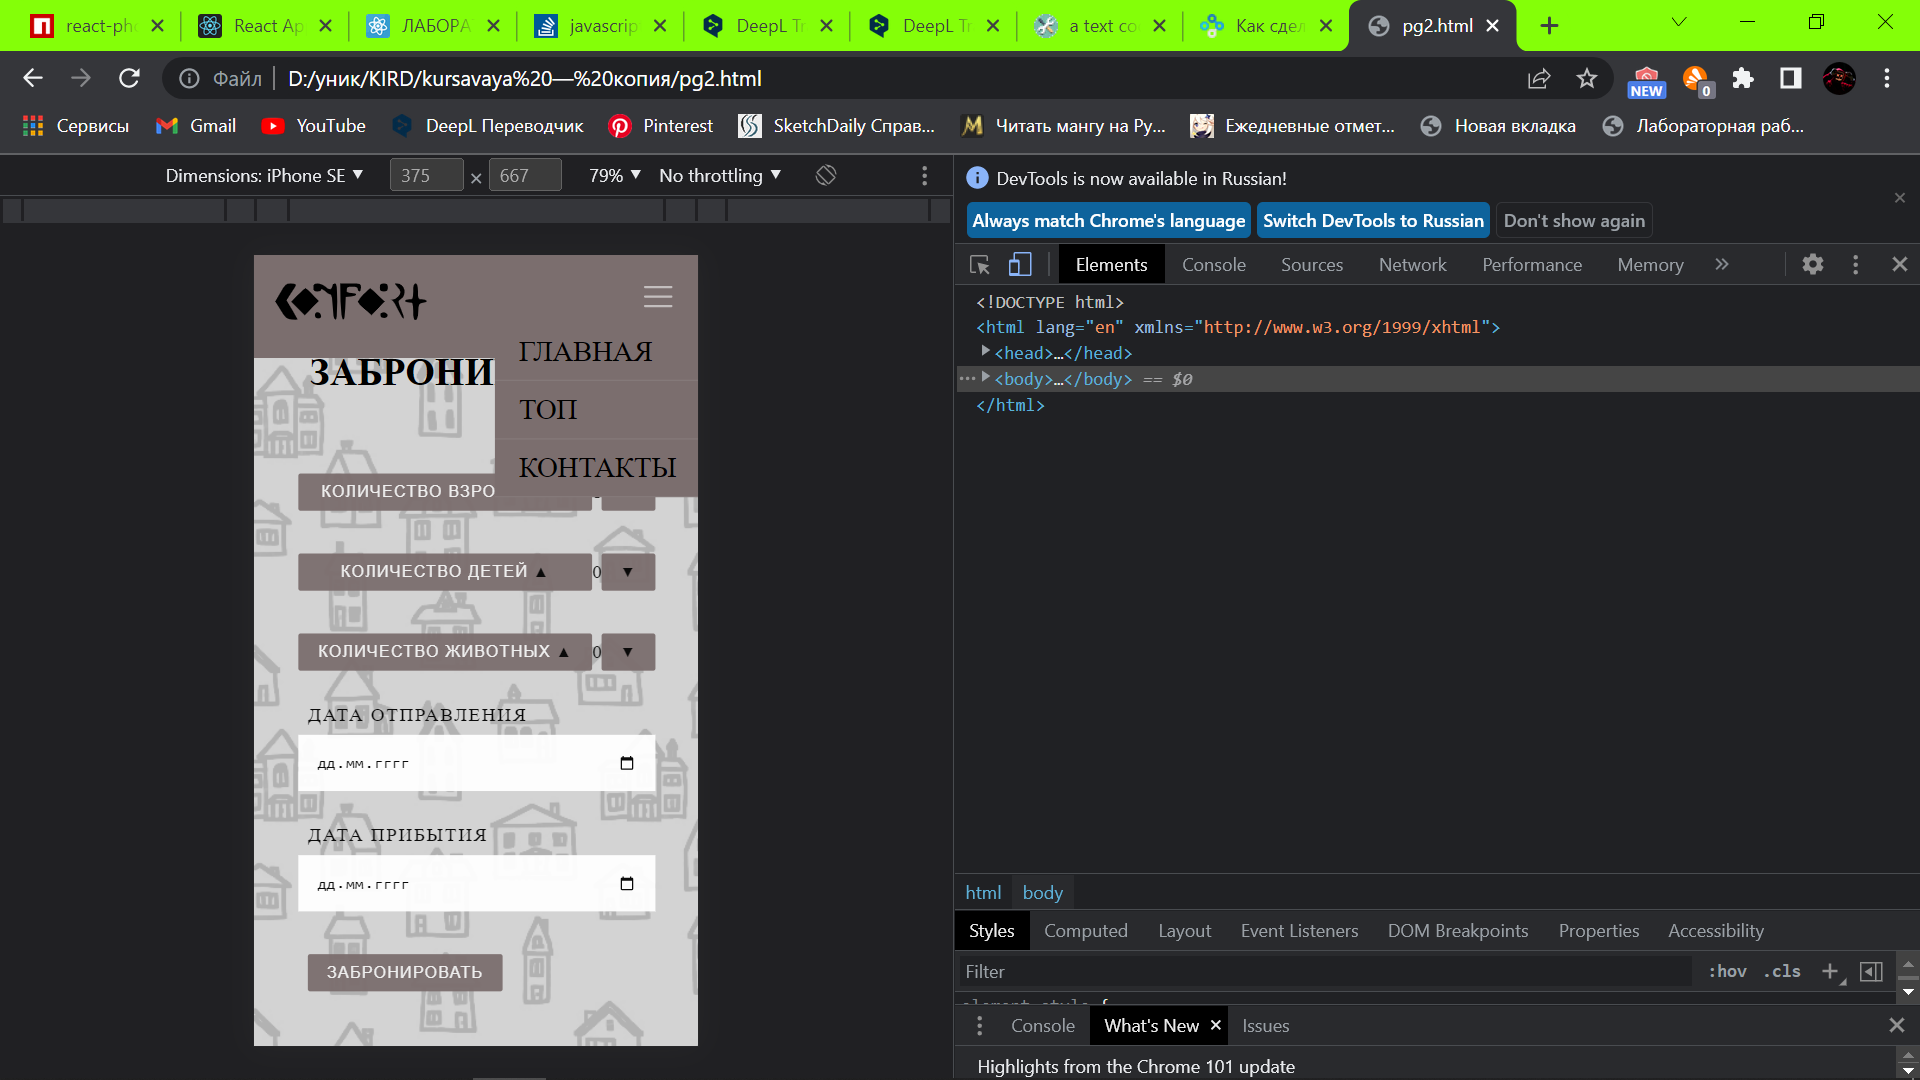 react-ph
React Ap
ЛАБОРА
javascrip
DeepL Tr
DeepL Tr
a text co
Как сдел
pg2.html
Файл
D:/уник/KIRD/kursavaya%20—%20копия/pg2.html
NEW
0
Сервисы
Gmail
YouTube
DeepL Переводчик
Pinterest
SketchDaily Справ...
Читать мангу на Ру...
Ежедневные отмет...
Новая вкладка
Лабораторная раб...
Dimensions: iPhone SE ▼
375 × 667
79% ▼
No throttling ▼
COMFORT
ГЛАВНАЯ
ТОП
КОНТАКТЫ
ЗАБРОНИ
КОЛИЧЕСТВО ВЗРО
КОЛИЧЕСТВО ДЕТЕЙ ▲ 0 ▼
КОЛИЧЕСТВО ЖИВОТНЫХ ▲ 0 ▼
ДАТА ОТПРАВЛЕНИЯ
дд.мм.гггг
ДАТА ПРИБЫТИЯ
дд.мм.гггг
ЗАБРОНИРОВАТЬ
DevTools is now available in Russian!
Always match Chrome's language
Switch DevTools to Russian
Don't show again
Elements
Console
Sources
Network
Performance
Memory
»
<!DOCTYPE html>
<html lang="en" xmlns="http://www.w3.org/1999/xhtml">
<head>…</head>
<body>…</body> == $0
</html>
html
body
Styles
Computed
Layout
Event Listeners
DOM Breakpoints
Properties
Accessibility
Filter
:hov
.cls
element.style {
Console
What's New
Issues
Highlights from the Chrome 101 update